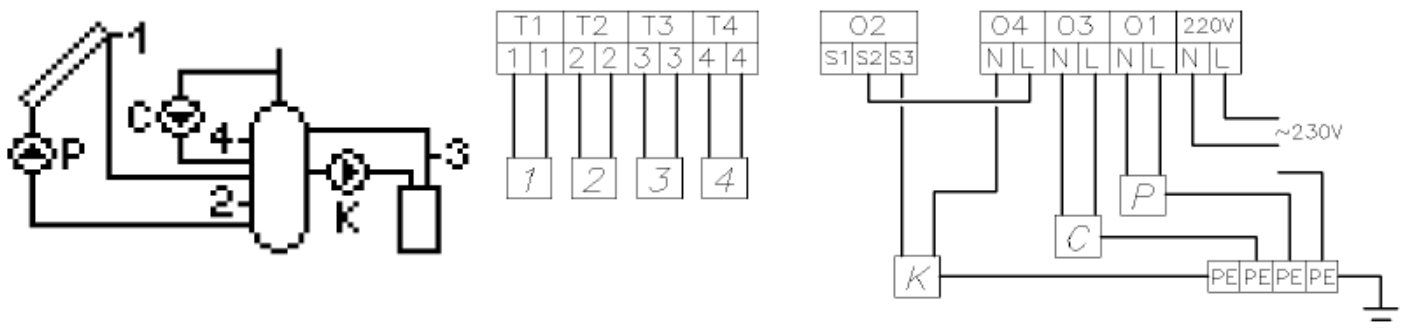 1
C
4
P
3
2
K
T1 T2 T3 T4
1 1 2 2 3 3 4 4
1 2 3 4
O2 O4 O3 O1 220V
S1 S2 S3 N L N L N L N L
~230V
P
C
K
PE PE PE PE